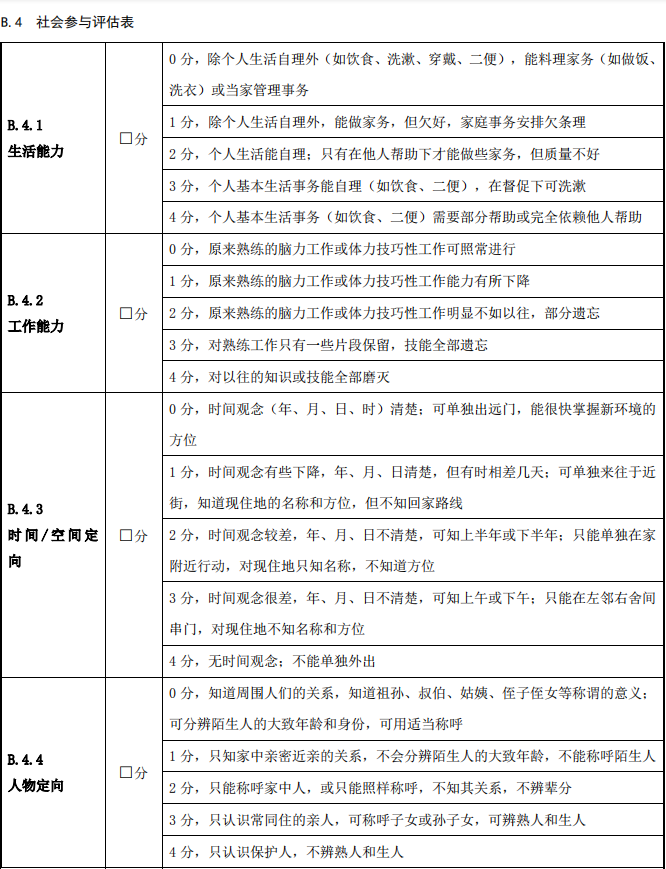 B.4 社会参与评估表
B.4.1
生活能力
□分
0 分，除个人生活自理外（如饮食、洗漱、穿戴、二便），能料理家务（如做饭、
洗衣）或当家管理事务
1 分，除个人生活自理外，能做家务，但欠好，家庭事务安排欠条理
2 分，个人生活能自理；只有在他人帮助下才能做些家务，但质量不好
3 分，个人基本生活事务能自理（如饮食、二便），在督促下可洗漱
4 分，个人基本生活事务（如饮食、二便）需要部分帮助或完全依赖他人帮助
B.4.2
工作能力
□分
0 分，原来熟练的脑力工作或体力技巧性工作可照常进行
1 分，原来熟练的脑力工作或体力技巧性工作能力有所下降
2 分，原来熟练的脑力工作或体力技巧性工作明显不如以往，部分遗忘
3 分，对熟练工作只有一些片段保留，技能全部遗忘
4 分，对以往的知识或技能全部磨灭
B.4.3
时间/空间定
向
□分
0 分，时间观念（年、月、日、时）清楚；可单独出远门，能很快掌握新环境的
方位
1 分，时间观念有些下降，年、月、日清楚，但有时相差几天；可单独来往于近
街，知道现住地的名称和方位，但不知回家路线
2 分，时间观念较差，年、月、日不清楚，可知上半年或下半年；只能单独在家
附近行动，对现住地只知名称，不知道方位
3 分，时间观念很差，年、月、日不清楚，可知上午或下午；只能在左邻右舍间
串门，对现住地不知名称和方位
4 分，无时间观念；不能单独外出
B.4.4
人物定向
□分
0 分，知道周围人们的关系，知道祖孙、叔伯、姑姨、侄子侄女等称谓的意义；
可分辨陌生人的大致年龄和身份，可用适当称呼
1 分，只知家中亲密近亲的关系，不会分辨陌生人的大致年龄，不能称呼陌生人
2 分，只能称呼家中人，或只能照样称呼，不知其关系，不辨辈分
3 分，只认识常同住的亲人，可称呼子女或孙子女，可辨熟人和生人
4 分，只认识保护人，不辨熟人和生人